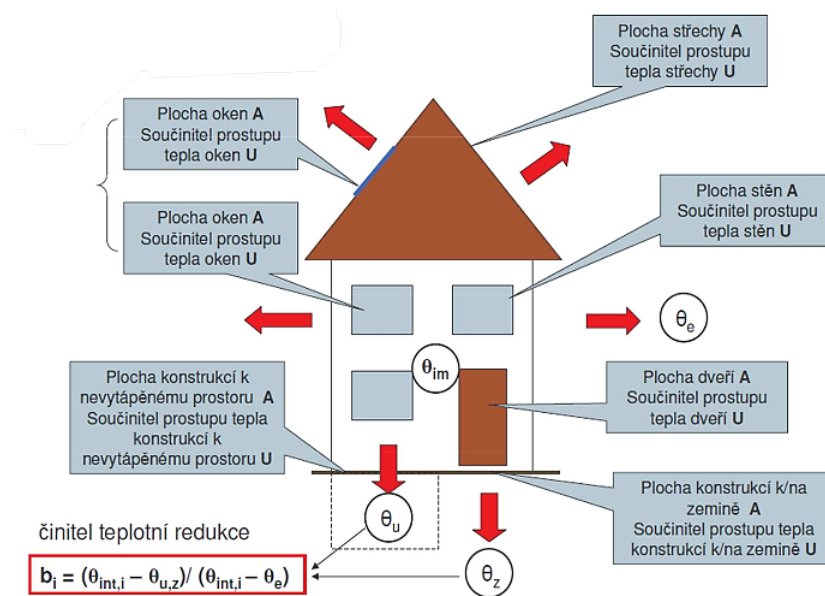 Plocha střechy A
Součinitel prostupu
tepla střechy U
Plocha oken A
Součinitel prostupu
tepla oken U
Plocha stěn A
Součinitel prostupu
tepla stěn U
Plocha oken A
Součinitel prostupu
tepla oken U
θe
θim
Plocha konstrukcí k
nevytápěnému prostoru A
Součinitel prostupu tepla
konstrukcí k
nevytápěnému prostoru U
Plocha dveří A
Součinitel prostupu
tepla dveří U
Plocha konstrukcí k/na
zemině A
Součinitel prostupu tepla
konstrukcí k/na zemině U
θu
činitel teplotní redukce
bi = (θint,i – θu,z)/ (θint,i – θe)
θz